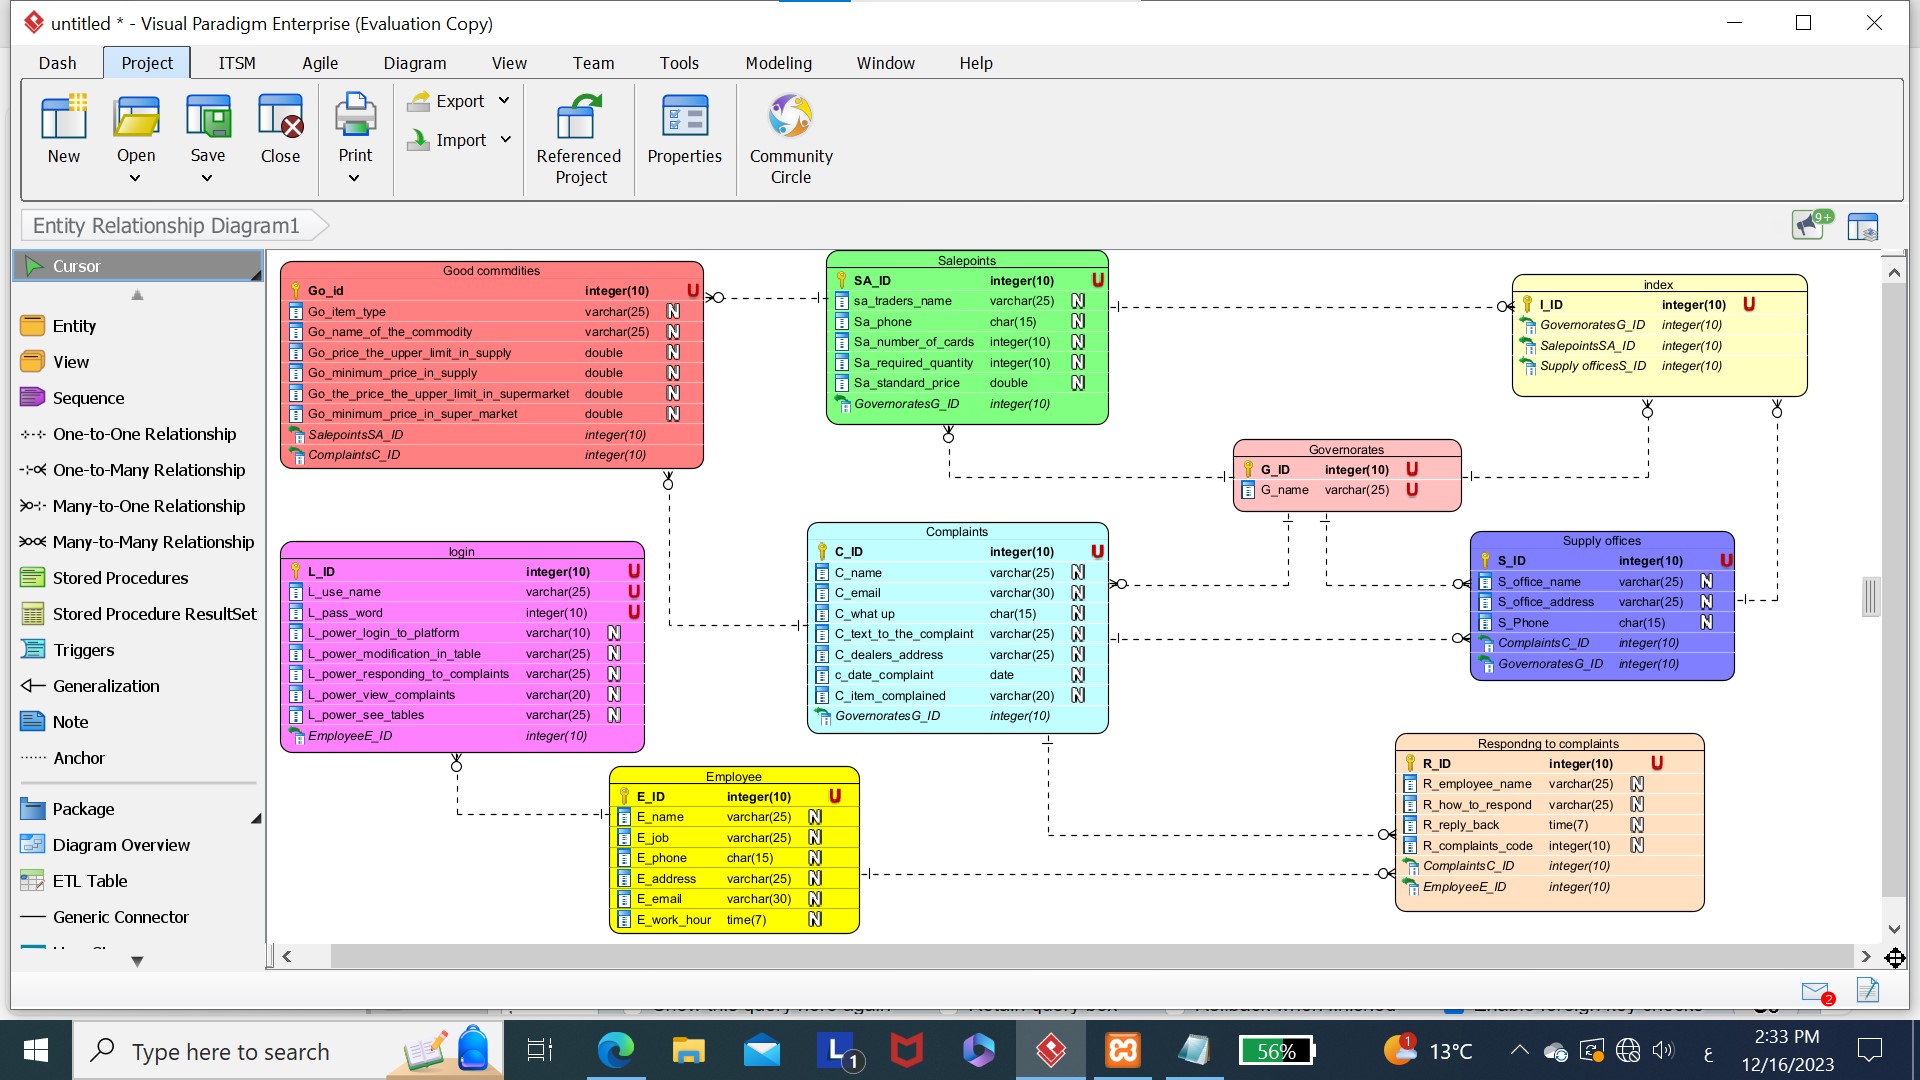 untitled * - Visual Paradigm Enterprise (Evaluation Copy)
Dash Project ITSM Agile Diagram View Team Tools Modeling Window Help
New Open Save Close Print Export Import Referenced Project Properties Community Circle
Entity Relationship Diagram1
9+
Cursor
Entity
View
Sequence
One-to-One Relationship
One-to-Many Relationship
Many-to-One Relationship
Many-to-Many Relationship
Stored Procedures
Stored Procedure ResultSet
Triggers
Generalization
Note
Anchor
Package
Diagram Overview
ETL Table
Generic Connector
Good commdities
Go_id integer(10) U
Go_item_type varchar(25) N
Go_name_of_the_commodity varchar(25) N
Go_price_the_upper_limit_in_supply double N
Go_minimum_price_in_supply double N
Go_the_price_the_upper_limit_in_supermarket double N
Go_minimum_price_in_super_market double N
SalepointsSA_ID integer(10)
ComplaintsC_ID integer(10)
Salepoints
SA_ID integer(10) U
sa_traders_name varchar(25) N
Sa_phone char(15) N
Sa_number_of_cards integer(10) N
Sa_required_quantity integer(10) N
Sa_standard_price double N
GovernoratesG_ID integer(10)
index
I_ID integer(10) U
GovernoratesG_ID integer(10)
SalepointsSA_ID integer(10)
Supply officesS_ID integer(10)
Governorates
G_ID integer(10) U
G_name varchar(25) U
login
L_ID integer(10) U
L_use_name varchar(25) U
L_pass_word integer(10) U
L_power_login_to_platform varchar(10) N
L_power_modification_in_table varchar(25) N
L_power_responding_to_complaints varchar(25) N
L_power_view_complaints varchar(20) N
L_power_see_tables varchar(25) N
EmployeeE_ID integer(10)
Complaints
C_ID integer(10) U
C_name varchar(25) N
C_email varchar(30) N
C_what up char(15) N
C_text_to_the_complaint varchar(25) N
C_dealers_address varchar(25) N
c_date_complaint date N
C_item_complained varchar(20) N
GovernoratesG_ID integer(10)
Supply offices
S_ID integer(10) U
S_office_name varchar(25) N
S_office_address varchar(25) N
S_Phone char(15) N
ComplaintsC_ID integer(10)
GovernoratesG_ID integer(10)
Employee
E_ID integer(10) U
E_name varchar(25) N
E_job varchar(25) N
E_phone char(15) N
E_address varchar(25) N
E_email varchar(30) N
E_work_hour time(7) N
Respondng to complaints
R_ID integer(10) U
R_employee_name varchar(25) N
R_how_to_respond varchar(25) N
R_reply_back time(7) N
R_complaints_code integer(10) N
ComplaintsC_ID integer(10)
EmployeeE_ID integer(10)
2
Type here to search
L 1
56%
1
13°C
ع
2:33 PM
12/16/2023